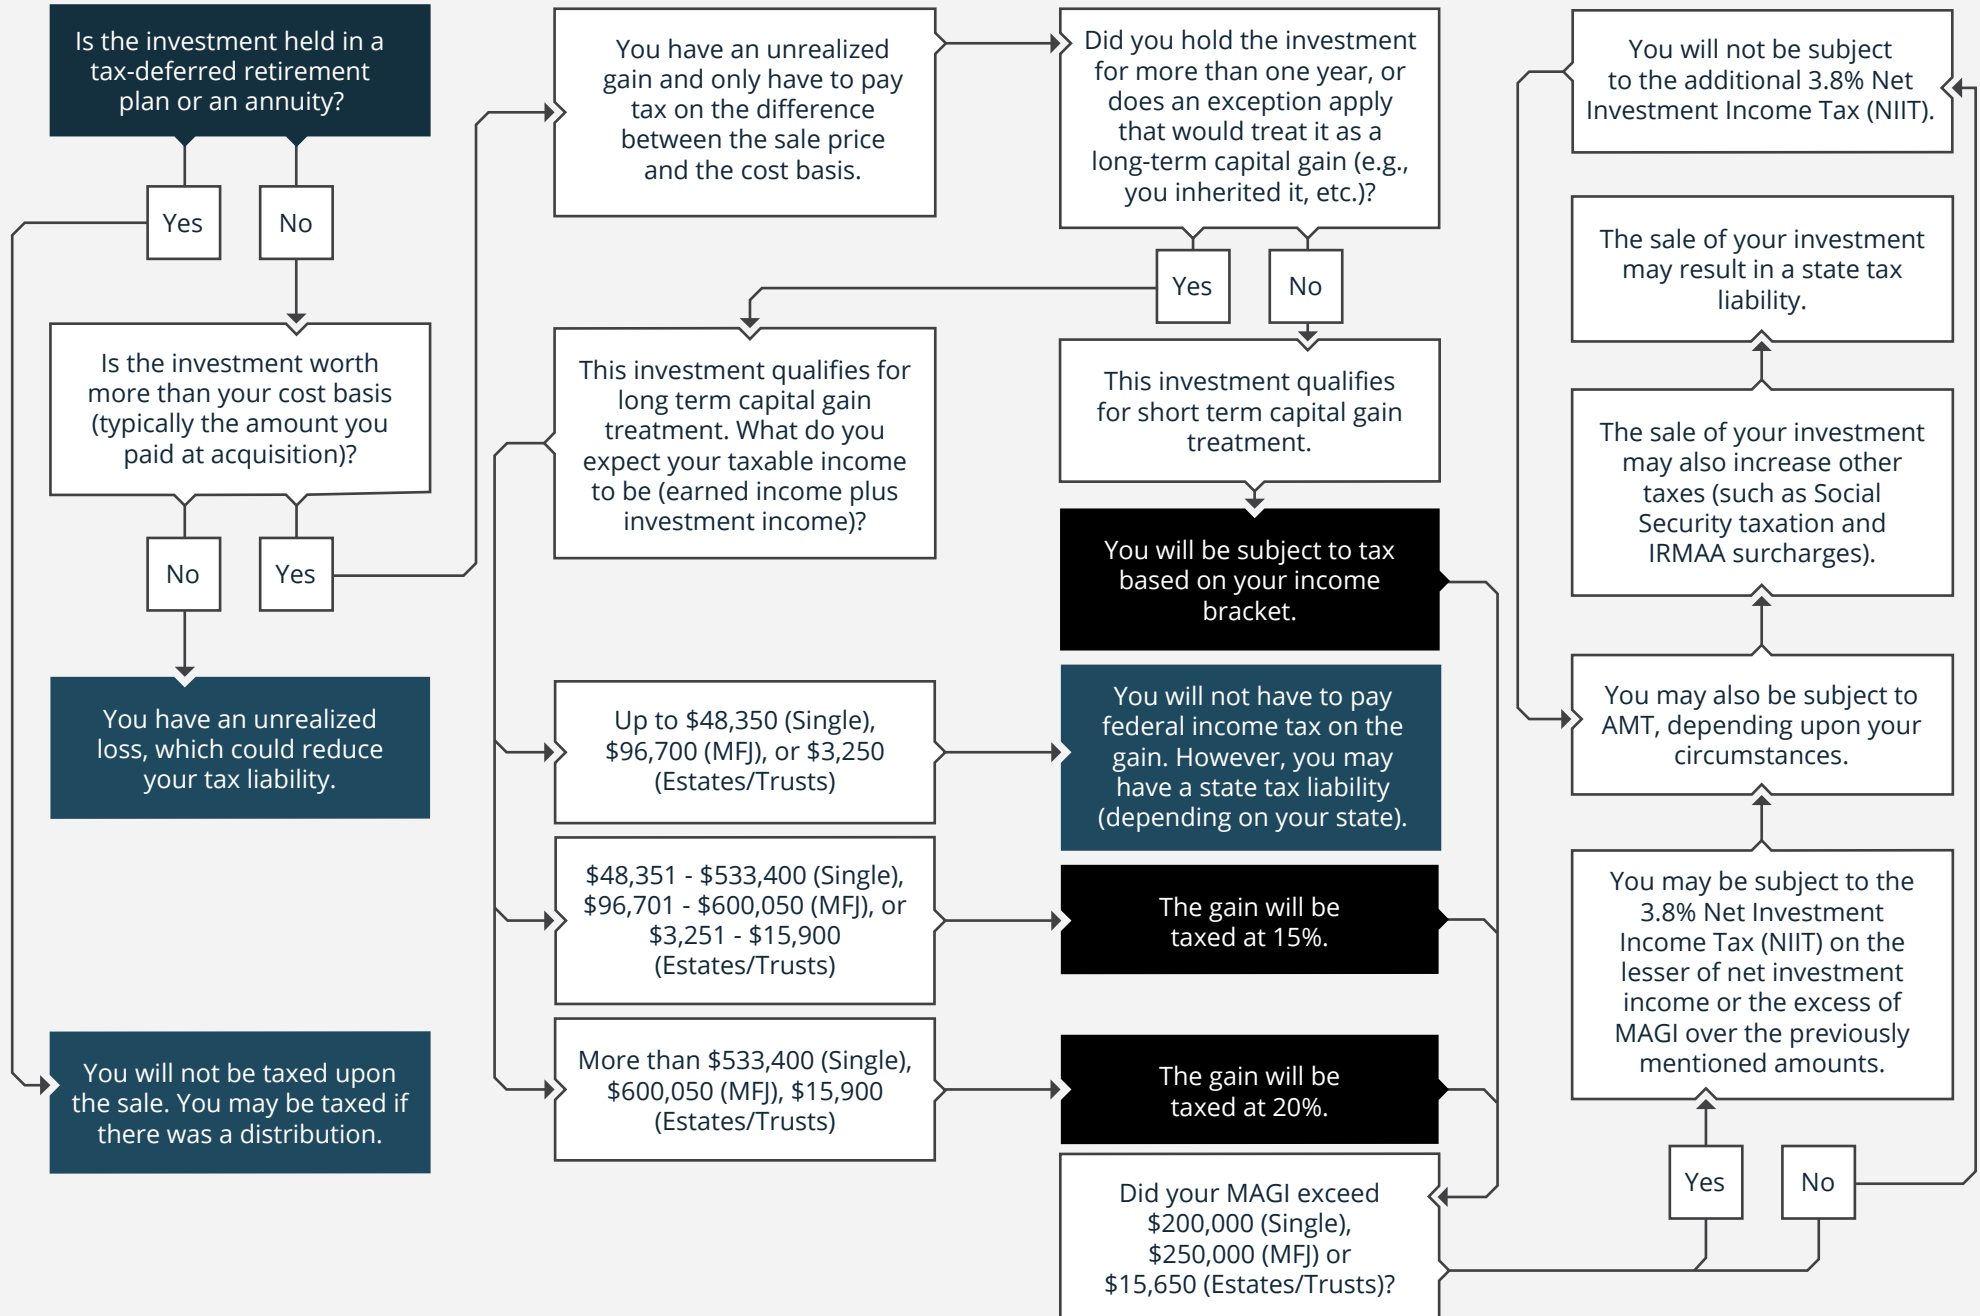 Is the investment held in a
tax-deferred retirement
plan or an annuity?
Yes
No
Is the investment worth
more than your cost basis
(typically the amount you
paid at acquisition)?
No
Yes
You have an unrealized
loss, which could reduce
your tax liability.
You will not be taxed upon
the sale. You may be taxed if
there was a distribution.
You have an unrealized
gain and only have to pay
tax on the difference
between the sale price
and the cost basis.
Did you hold the investment
for more than one year, or
does an exception apply
that would treat it as a
long-term capital gain (e.g.,
you inherited it, etc.)?
Yes
No
This investment qualifies for
long term capital gain
treatment. What do you
expect your taxable income
to be (earned income plus
investment income)?
This investment qualifies
for short term capital gain
treatment.
You will be subject to tax
based on your income
bracket.
Up to $48,350 (Single),
$96,700 (MFJ), or $3,250
(Estates/Trusts)
You will not have to pay
federal income tax on the
gain. However, you may
have a state tax liability
(depending on your state).
$48,351 - $533,400 (Single),
$96,701 - $600,050 (MFJ), or
$3,251 - $15,900
(Estates/Trusts)
The gain will be
taxed at 15%.
More than $533,400 (Single),
$600,050 (MFJ), $15,900
(Estates/Trusts)
The gain will be
taxed at 20%.
Did your MAGI exceed
$200,000 (Single),
$250,000 (MFJ) or
$15,650 (Estates/Trusts)?
Yes
No
You may be subject to the
3.8% Net Investment
Income Tax (NIIT) on the
lesser of net investment
income or the excess of
MAGI over the previously
mentioned amounts.
You may also be subject to
AMT, depending upon your
circumstances.
The sale of your investment
may also increase other
taxes (such as Social
Security taxation and
IRMAA surcharges).
The sale of your investment
may result in a state tax
liability.
You will not be subject
to the additional 3.8% Net
Investment Income Tax (NIIT).